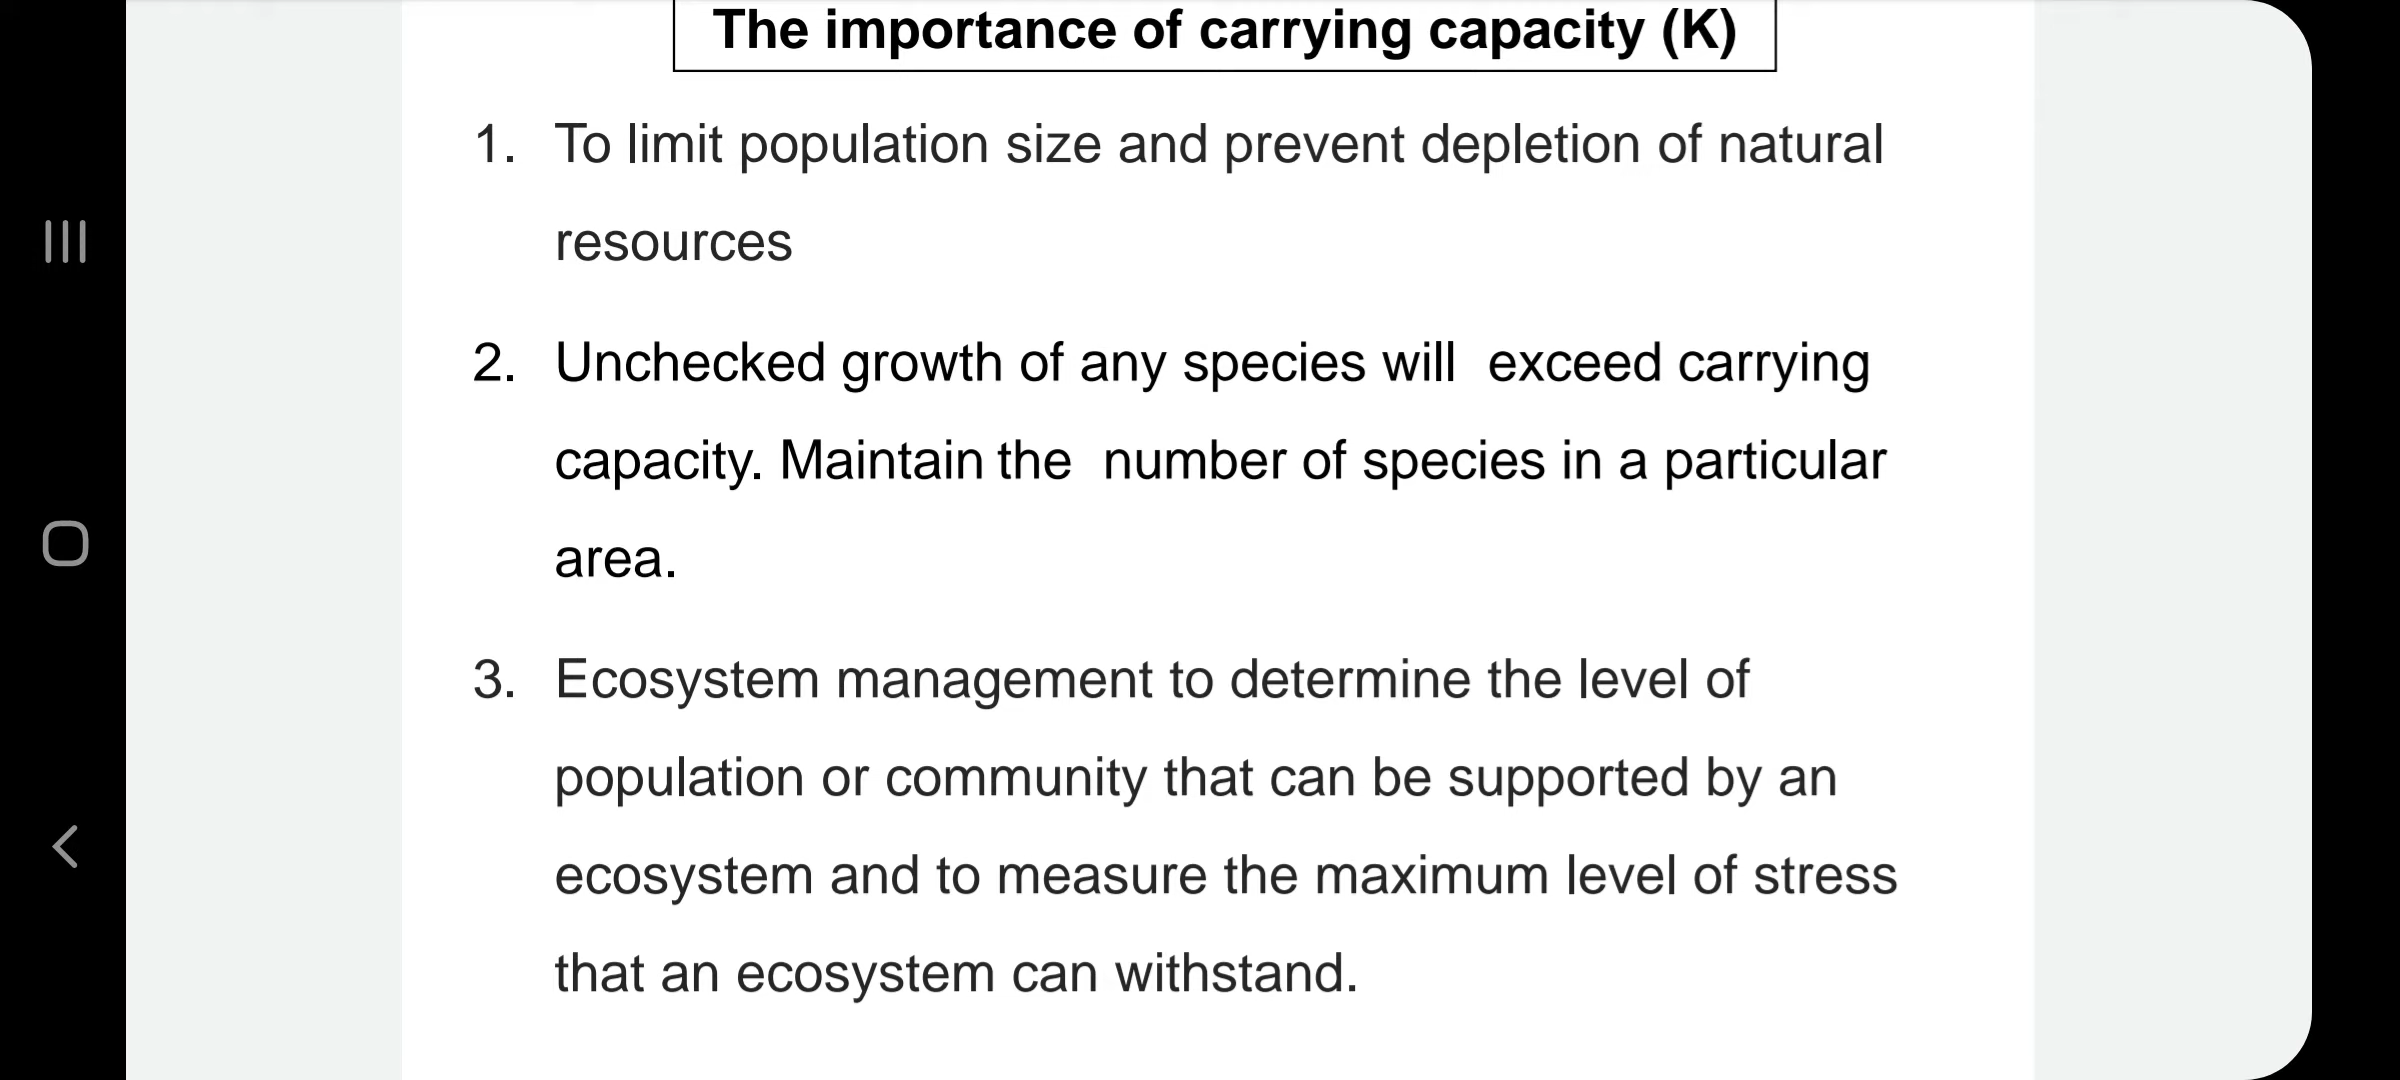 The importance of carrying capacity (K)
1. To limit population size and prevent depletion of natural
resources
2. Unchecked growth of any species will  exceed carrying
capacity. Maintain the  number of species in a particular
area.
3. Ecosystem management to determine the level of
population or community that can be supported by an
ecosystem and to measure the maximum level of stress
that an ecosystem can withstand.